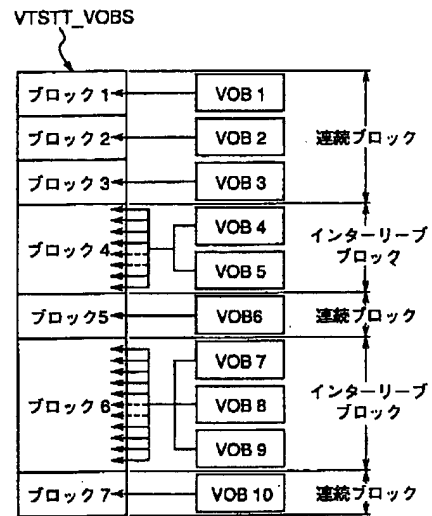 VTSTT_VOBS
ブロック1
VOB 1
ブロック2
VOB 2
連続ブロック
ブロック3
VOB 3
ブロック4
VOB 4
VOB 5
インターリーブ
ブロック
ブロック5
VOB6
連続ブロック
ブロック6
VOB 7
VOB 8
VOB 9
インターリーブ
ブロック
ブロック7
VOB 10
連続ブロック